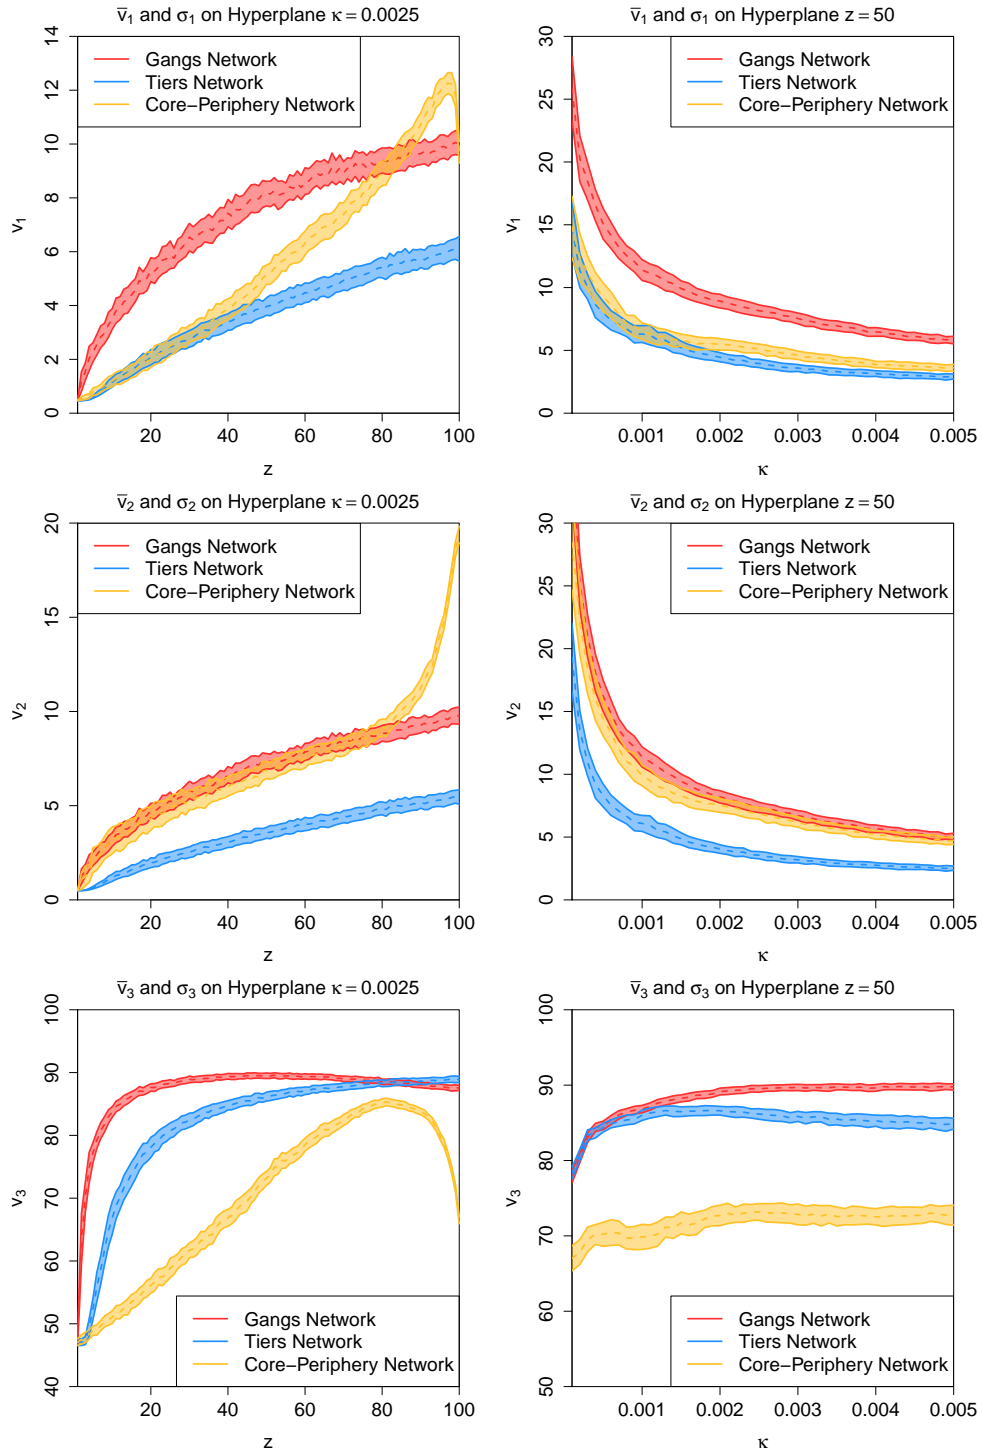 v̅₁ and σ₁ on Hyperplane κ = 0.0025
14
12
10
8
6
4
2
0
v₁
Gangs Network
Tiers Network
Core−Periphery Network
20 40 60 80 100
z
v̅₁ and σ₁ on Hyperplane z = 50
30
25
20
15
10
5
0
v₁
Gangs Network
Tiers Network
Core−Periphery Network
0.001 0.002 0.003 0.004 0.005
κ
v̅₂ and σ₂ on Hyperplane κ = 0.0025
20
15
10
5
0
v₂
Gangs Network
Tiers Network
Core−Periphery Network
20 40 60 80 100
z
v̅₂ and σ₂ on Hyperplane z = 50
30
25
20
15
10
5
0
v₂
Gangs Network
Tiers Network
Core−Periphery Network
0.001 0.002 0.003 0.004 0.005
κ
v̅₃ and σ₃ on Hyperplane κ = 0.0025
100
90
80
70
60
50
40
v₃
Gangs Network
Tiers Network
Core−Periphery Network
20 40 60 80 100
z
v̅₃ and σ₃ on Hyperplane z = 50
100
90
80
70
60
50
v₃
Gangs Network
Tiers Network
Core−Periphery Network
0.001 0.002 0.003 0.004 0.005
κ